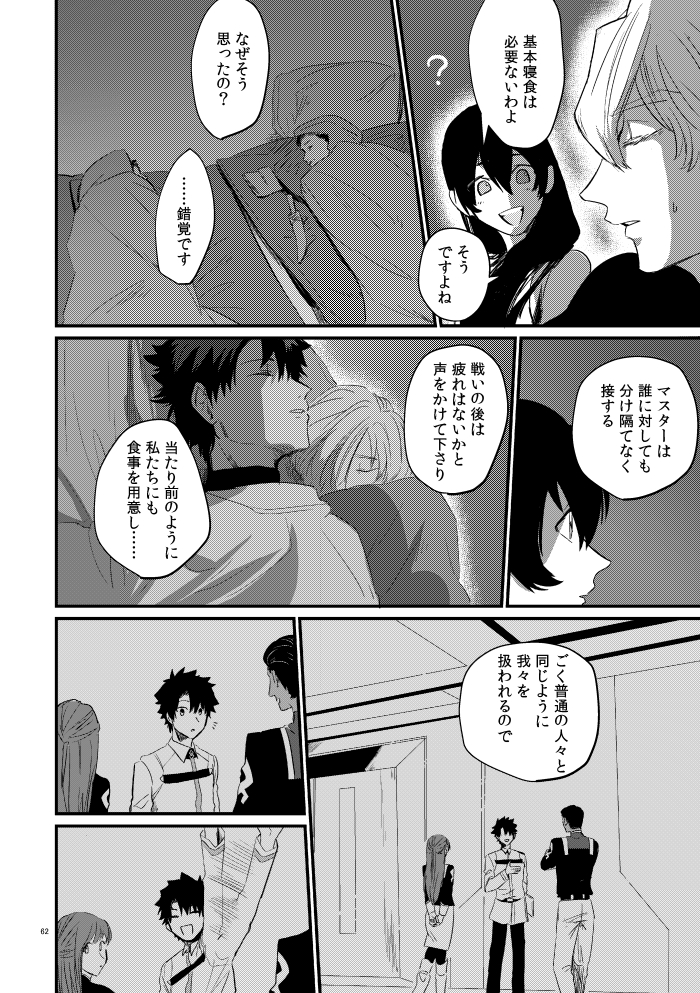 基本寝食は
必要ないわよ
?
そう
ですよね
なぜそう
思ったの?
……錯覚です
マスターは
誰に対しても
分け隔てなく
接する
戦いの後は
疲れはないかと
声をかけて下さり
当たり前のように
私たちにも
食事を用意し……
ごく普通の人々と
同じように
我々を
扱われるので
62